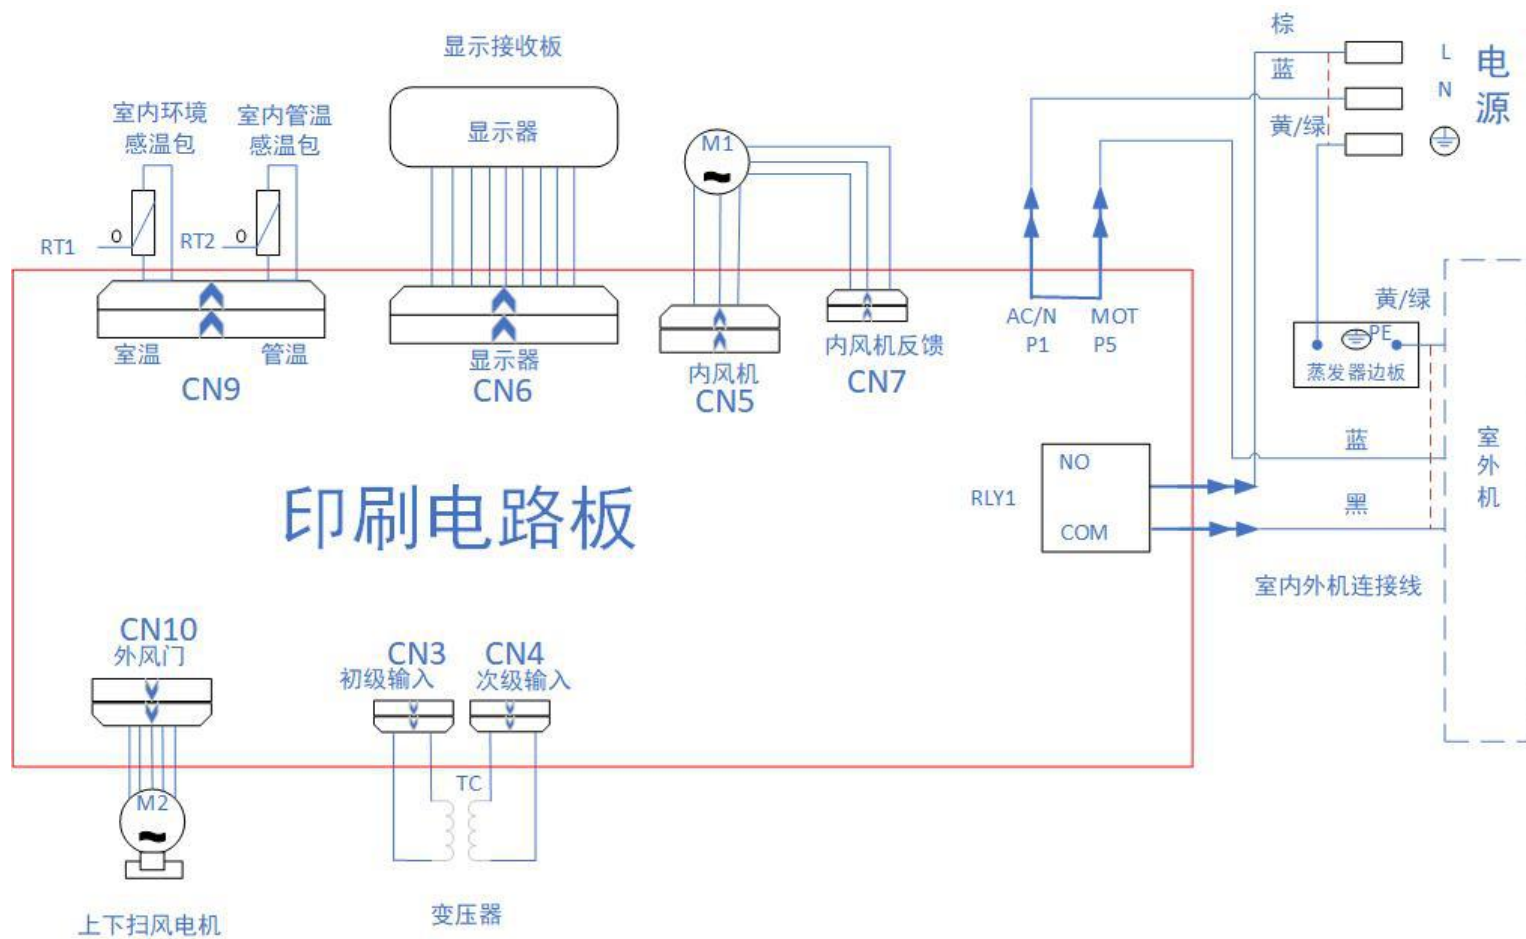 显示接收板
棕
L
电源
蓝
N
黄/绿
室内环境
感温包
室内管温
感温包
显示器
M1
RT1
0
RT2
0
室温
管温
CN9
显示器
CN6
内风机
CN5
内风机反馈
CN7
AC/N
P1
MOT
P5
黄/绿
PE
蒸发器边板
蓝
室外机
NO
RLY1
黑
COM
印刷电路板
室内外机连接线
CN10
外风门
CN3
初级输入
CN4
次级输入
TC
M2
变压器
上下扫风电机